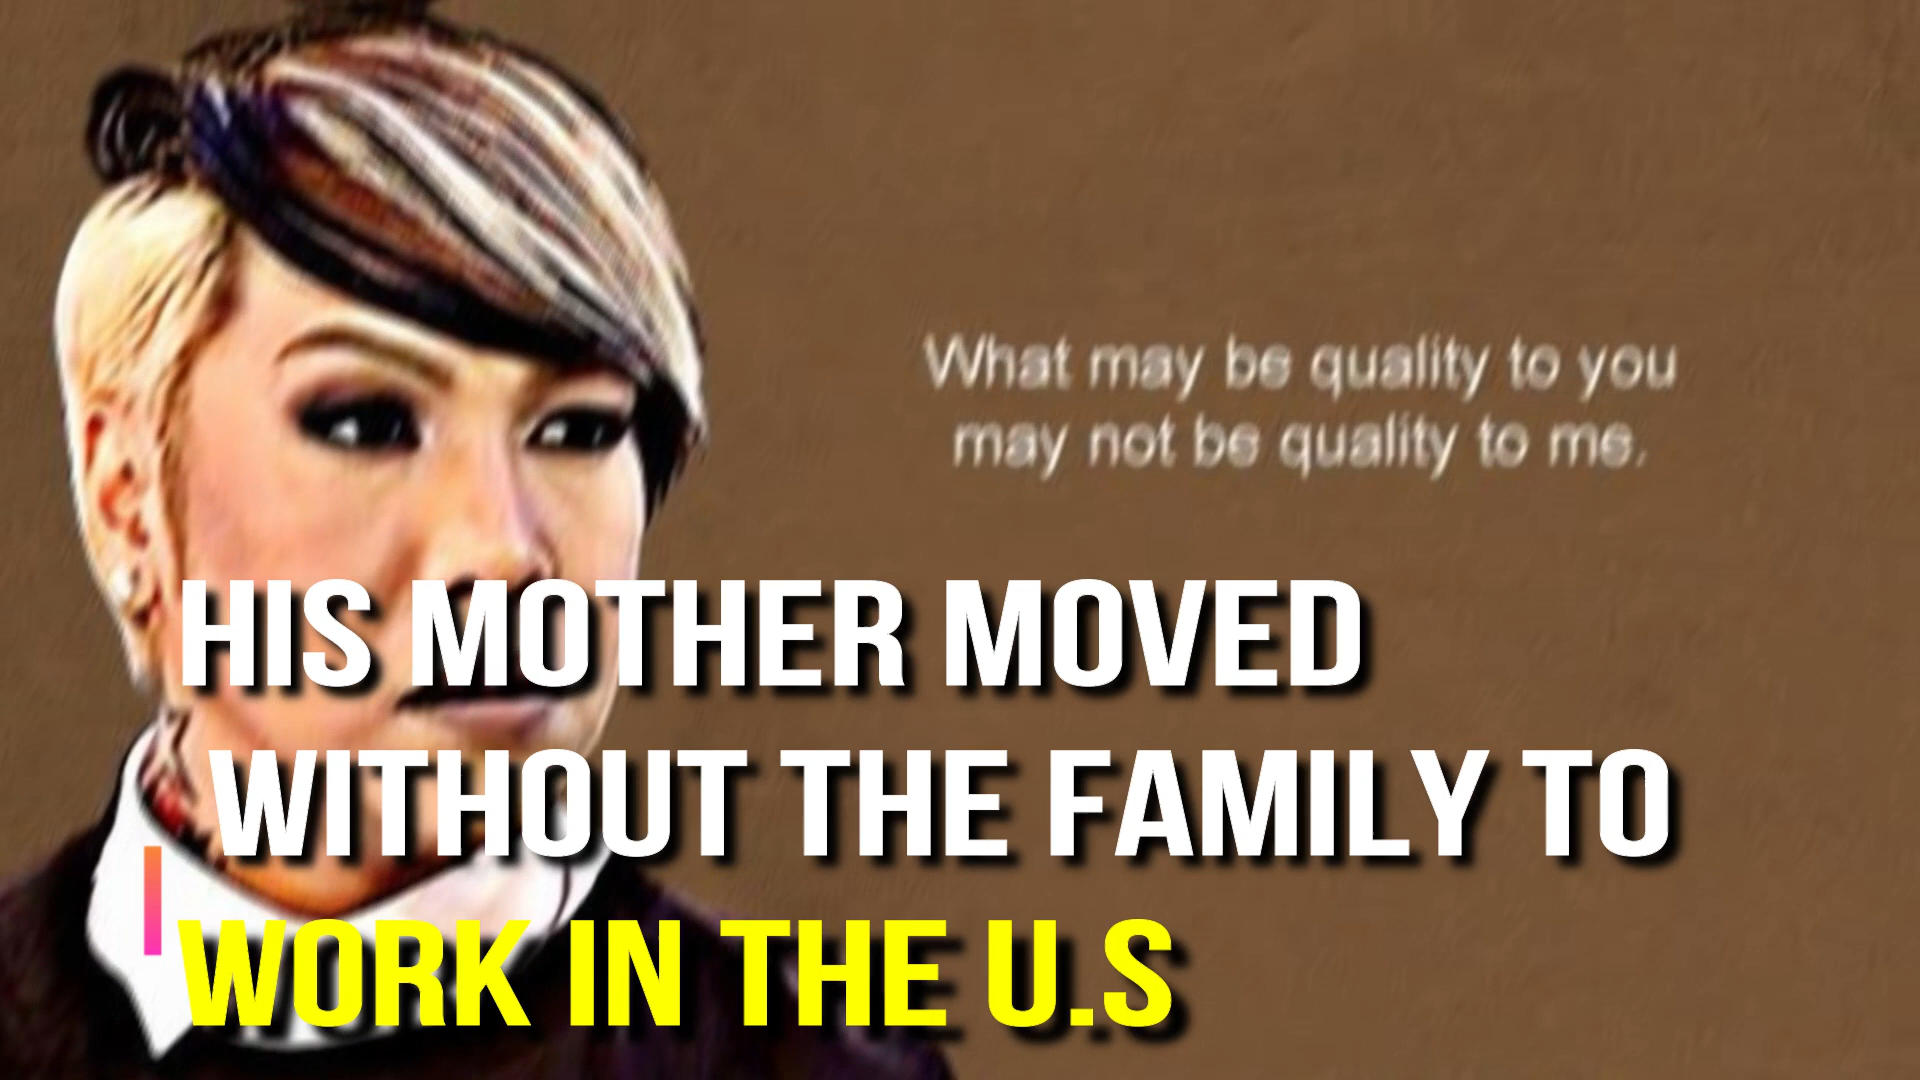 What may be quality to you
may not be quality to me.
HIS MOTHER MOVED
WITHOUT THE FAMILY TO
WORK IN THE U.S